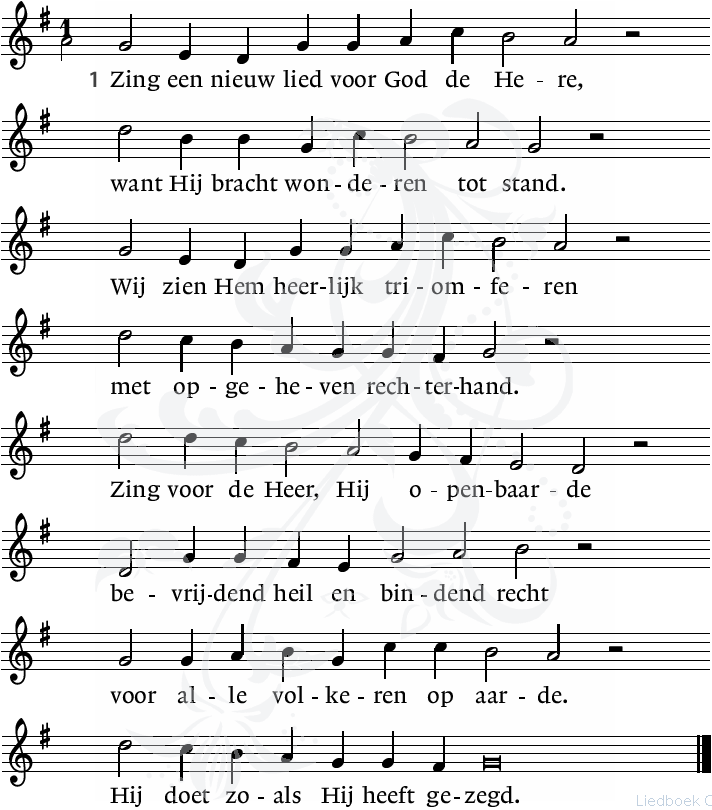 1 Zing een nieuw lied voor God de He - re,
want Hij bracht won - de - ren tot stand.
Wij zien Hem heer-lijk tri - om - fe - ren
met op - ge - he - ven rech - ter-hand.
Zing voor de Heer, Hij o - pen-baar - de
be - vrij-dend heil en bin - dend recht
voor al - le vol - ke - ren op aar - de.
Hij doet zo - als Hij heeft ge - zegd.
Liedboek